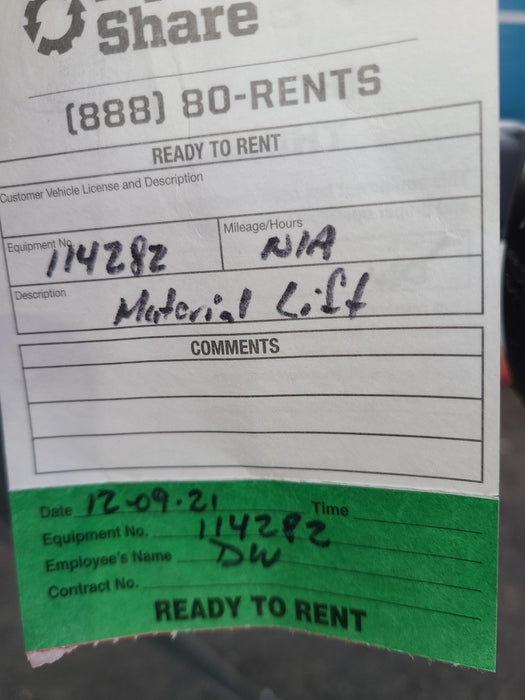 Share
(888) 80-RENTS
READY TO RENT
Customer Vehicle License and Description
Equipment No. 114282 Mileage/Hours N/A
Description Material Lift
COMMENTS
Date 12-09-21 Time
Equipment No. 114282
Employee's Name DW
Contract No.
READY TO RENT